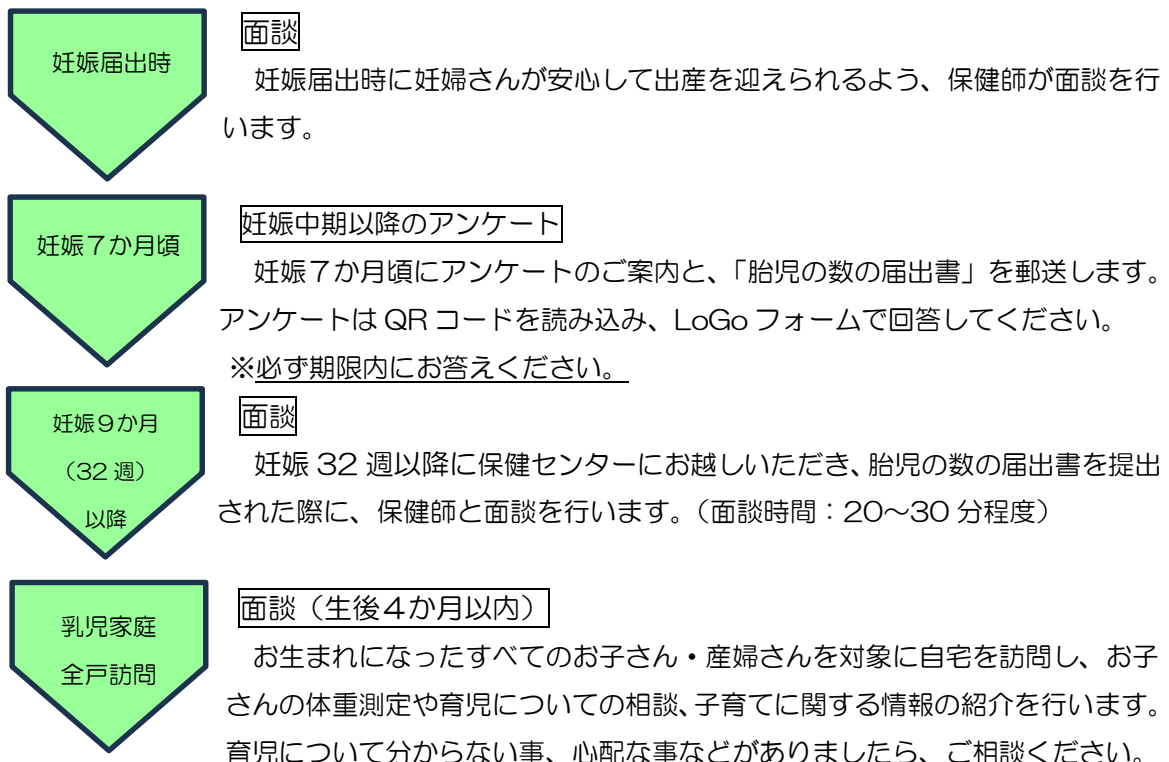 妊娠届出時
面談
妊娠届出時に妊婦さんが安心して出産を迎えられるよう、保健師が面談を行
います。
妊娠７か月頃
妊娠中期以降のアンケート
妊娠７か月頃にアンケートのご案内と、「胎児の数の届出書」を郵送します。
アンケートは QR コードを読み込み、LoGo フォームで回答してください。
※必ず期限内にお答えください。
妊娠９か月
（32 週）
以降
面談
妊娠 32 週以降に保健センターにお越しいただき、胎児の数の届出書を提出
された際に、保健師と面談を行います。（面談時間：20～30 分程度）
乳児家庭
全戸訪問
面談（生後４か月以内）
お生まれになったすべてのお子さん・産婦さんを対象に自宅を訪問し、お子
さんの体重測定や育児についての相談、子育てに関する情報の紹介を行います。
育児について分からない事、心配な事などがありましたら、ご相談ください。